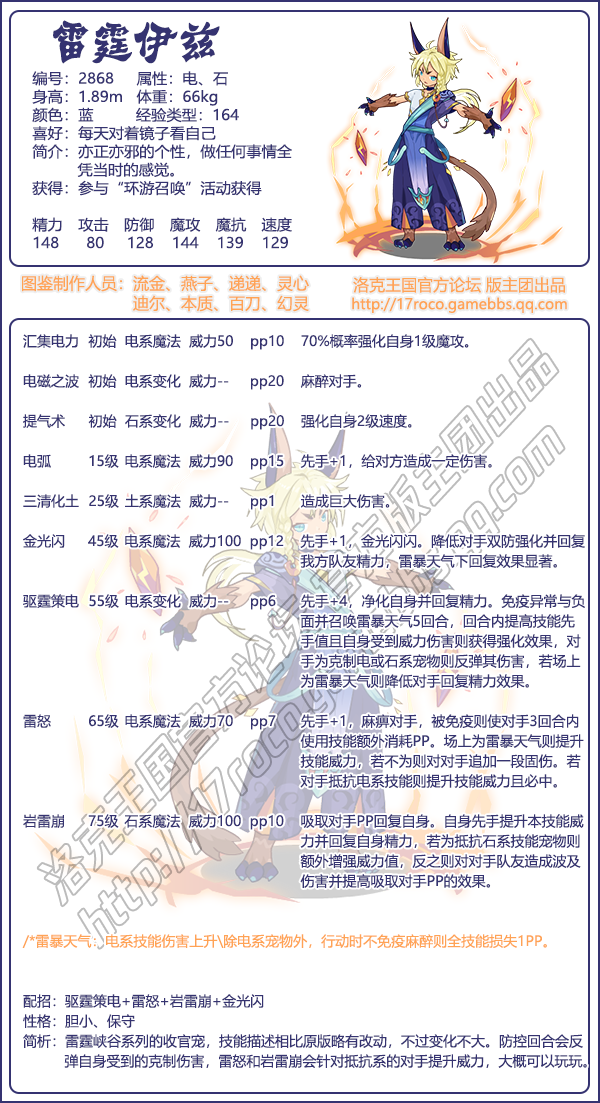 雷霆伊兹
编号：2868 属性：电、石
身高：1.89m 体重：66kg
颜色：蓝 经验类型：164
喜好：每天对着镜子看自己
简介：亦正亦邪的个性，做任何事情全
凭当时的感觉。
获得：参与“环游召唤”活动获得
精力 攻击 防御 魔攻 魔抗 速度
148 80 128 144 139 129
图鉴制作人员：流金、燕子、递递、灵心
迪尔、本质、百刀、幻灵
洛克王国官方论坛 版主团出品
http://17roco.gamebbs.qq.com
汇集电力 初始 电系魔法 威力50 pp10 70%概率强化自身1级魔攻。
电磁之波 初始 电系变化 威力-- pp20 麻醉对手。
提气术 初始 石系变化 威力-- pp20 强化自身2级速度。
电弧 15级 电系魔法 威力90 pp15 先手+1，给对方造成一定伤害。
三清化土 25级 土系魔法 威力-- pp1 造成巨大伤害。
金光闪 45级 电系魔法 威力100 pp12 先手+1，金光闪闪。降低对手双防强化并回复
我方队友精力，雷暴天气下回复效果显著。
驱霆策电 55级 电系变化 威力-- pp6 先手+4，净化自身并回复精力。免疫异常与负
面并召唤雷暴天气5回合，回合内提高技能先
手值且自身受到威力伤害则获得强化效果，对
手为克制电或石系宠物则反弹其伤害，若场上
为雷暴天气则降低对手回复精力效果。
雷怒 65级 电系魔法 威力70 pp7 先手+1，麻痹对手，被免疫则使对手3回合内
使用技能额外消耗PP。场上为雷暴天气则提升
技能威力，若不为则对对手追加一段固伤。若
对手抵抗电系技能则提升技能威力且必中。
岩雷崩 75级 石系魔法 威力100 pp10 吸取对手PP回复自身。自身先手提升本技能威
力并回复自身精力，若为抵抗石系技能宠物则
额外增强威力值，反之则对对手队友造成波及
伤害并提高吸取对手PP的效果。
/*雷暴天气：电系技能伤害上升\除电系宠物外，行动时不免疫麻醉则全技能损失1PP。
配招：驱霆策电+雷怒+岩雷崩+金光闪
性格：胆小、保守
简析：雷霆峡谷系列的收官宠，技能描述相比原版略有改动，不过变化不大。防控回合会反
弹自身受到的克制伤害，雷怒和岩雷崩会针对抵抗系的对手提升威力，大概可以玩玩。
洛克王国官方论坛版主团出品
http://17roco.gamebbs.qq.com